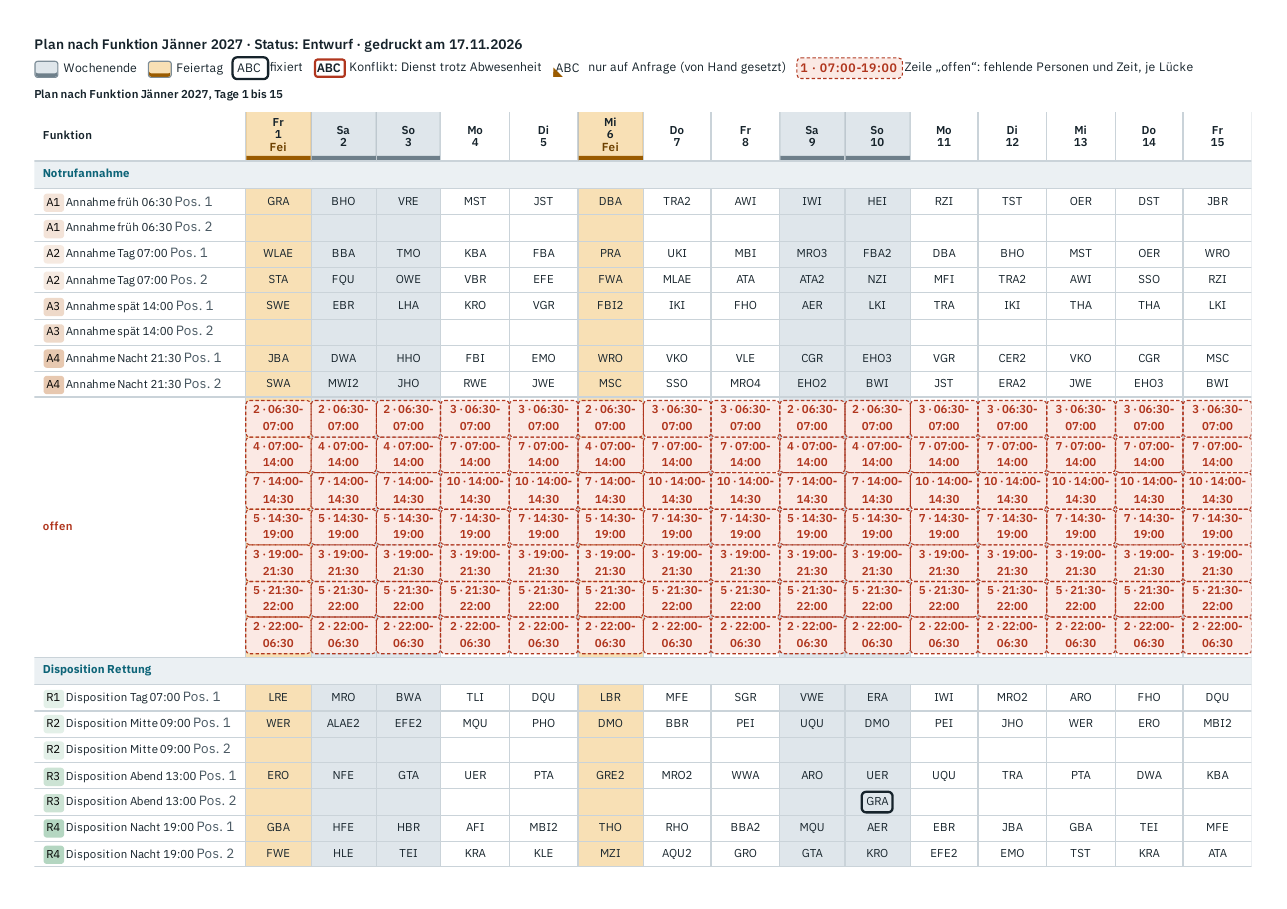 Plan nach Funktion Jänner 2027 · Status: Entwurf · gedruckt am 17.11.2026
Wochenende Feiertag ABC fixiert ABC Konflikt: Dienst trotz Abwesenheit ABC nur auf Anfrage (von Hand gesetzt) 1 · 07:00-19:00 Zeile „offen“: fehlende Personen und Zeit, je Lücke
Plan nach Funktion Jänner 2027, Tage 1 bis 15
Funktion Fr 1 Fei Sa 2 So 3 Mo 4 Di 5 Mi 6 Fei Do 7 Fr 8 Sa 9 So 10 Mo 11 Di 12 Mi 13 Do 14 Fr 15
Notrufannahme
A1 Annahme früh 06:30 Pos. 1 GRA BHO VRE MST JST DBA TRA2 AWI IWI HEI RZI TST OER DST JBR
A1 Annahme früh 06:30 Pos. 2
A2 Annahme Tag 07:00 Pos. 1 WLAE BBA TMO KBA FBA PRA UKI MBI MRO3 FBA2 DBA BHO MST OER WRO
A2 Annahme Tag 07:00 Pos. 2 STA FQU OWE VBR EFE FWA MLAE ATA ATA2 NZI MFI TRA2 AWI SSO RZI
A3 Annahme spät 14:00 Pos. 1 SWE EBR LHA KRO VGR FBI2 IKI FHO AER LKI TRA IKI THA THA LKI
A3 Annahme spät 14:00 Pos. 2
A4 Annahme Nacht 21:30 Pos. 1 JBA DWA HHO FBI EMO WRO VKO VLE CGR EHO3 VGR CER2 VKO CGR MSC
A4 Annahme Nacht 21:30 Pos. 2 SWA MWI2 JHO RWE JWE MSC SSO MRO4 EHO2 BWI JST ERA2 JWE EHO3 BWI
2 · 06:30- 2 · 06:30- 2 · 06:30- 3 · 06:30- 3 · 06:30- 2 · 06:30- 3 · 06:30- 3 · 06:30- 2 · 06:30- 2 · 06:30- 3 · 06:30- 3 · 06:30- 3 · 06:30- 3 · 06:30- 3 · 06:30-
07:00 07:00 07:00 07:00 07:00 07:00 07:00 07:00 07:00 07:00 07:00 07:00 07:00 07:00 07:00
4 · 07:00- 4 · 07:00- 4 · 07:00- 7 · 07:00- 7 · 07:00- 4 · 07:00- 7 · 07:00- 7 · 07:00- 4 · 07:00- 4 · 07:00- 7 · 07:00- 7 · 07:00- 7 · 07:00- 7 · 07:00- 7 · 07:00-
14:00 14:00 14:00 14:00 14:00 14:00 14:00 14:00 14:00 14:00 14:00 14:00 14:00 14:00 14:00
7 · 14:00- 7 · 14:00- 7 · 14:00- 10 · 14:00- 10 · 14:00- 7 · 14:00- 10 · 14:00- 10 · 14:00- 7 · 14:00- 7 · 14:00- 10 · 14:00- 10 · 14:00- 10 · 14:00- 10 · 14:00- 10 · 14:00-
14:30 14:30 14:30 14:30 14:30 14:30 14:30 14:30 14:30 14:30 14:30 14:30 14:30 14:30 14:30
offen 5 · 14:30- 5 · 14:30- 5 · 14:30- 7 · 14:30- 7 · 14:30- 5 · 14:30- 7 · 14:30- 7 · 14:30- 5 · 14:30- 5 · 14:30- 7 · 14:30- 7 · 14:30- 7 · 14:30- 7 · 14:30- 7 · 14:30-
19:00 19:00 19:00 19:00 19:00 19:00 19:00 19:00 19:00 19:00 19:00 19:00 19:00 19:00 19:00
3 · 19:00- 3 · 19:00- 3 · 19:00- 3 · 19:00- 3 · 19:00- 3 · 19:00- 3 · 19:00- 3 · 19:00- 3 · 19:00- 3 · 19:00- 3 · 19:00- 3 · 19:00- 3 · 19:00- 3 · 19:00- 3 · 19:00-
21:30 21:30 21:30 21:30 21:30 21:30 21:30 21:30 21:30 21:30 21:30 21:30 21:30 21:30 21:30
5 · 21:30- 5 · 21:30- 5 · 21:30- 5 · 21:30- 5 · 21:30- 5 · 21:30- 5 · 21:30- 5 · 21:30- 5 · 21:30- 5 · 21:30- 5 · 21:30- 5 · 21:30- 5 · 21:30- 5 · 21:30- 5 · 21:30-
22:00 22:00 22:00 22:00 22:00 22:00 22:00 22:00 22:00 22:00 22:00 22:00 22:00 22:00 22:00
2 · 22:00- 2 · 22:00- 2 · 22:00- 2 · 22:00- 2 · 22:00- 2 · 22:00- 2 · 22:00- 2 · 22:00- 2 · 22:00- 2 · 22:00- 2 · 22:00- 2 · 22:00- 2 · 22:00- 2 · 22:00- 2 · 22:00-
06:30 06:30 06:30 06:30 06:30 06:30 06:30 06:30 06:30 06:30 06:30 06:30 06:30 06:30 06:30
Disposition Rettung
R1 Disposition Tag 07:00 Pos. 1 LRE MRO BWA TLI DQU LBR MFE SGR VWE ERA IWI MRO2 ARO FHO DQU
R2 Disposition Mitte 09:00 Pos. 1 WER ALAE2 EFE2 MQU PHO DMO BBR PEI UQU DMO PEI JHO WER ERO MBI2
R2 Disposition Mitte 09:00 Pos. 2
R3 Disposition Abend 13:00 Pos. 1 ERO NFE GTA UER PTA GRE2 MRO2 WWA ARO UER UQU TRA PTA DWA KBA
R3 Disposition Abend 13:00 Pos. 2 GRA
R4 Disposition Nacht 19:00 Pos. 1 GBA HFE HBR AFI MBI2 THO RHO BBA2 MQU AER EBR JBA GBA TEI MFE
R4 Disposition Nacht 19:00 Pos. 2 FWE HLE TEI KRA KLE MZI AQU2 GRO GTA KRO EFE2 EMO TST KRA ATA